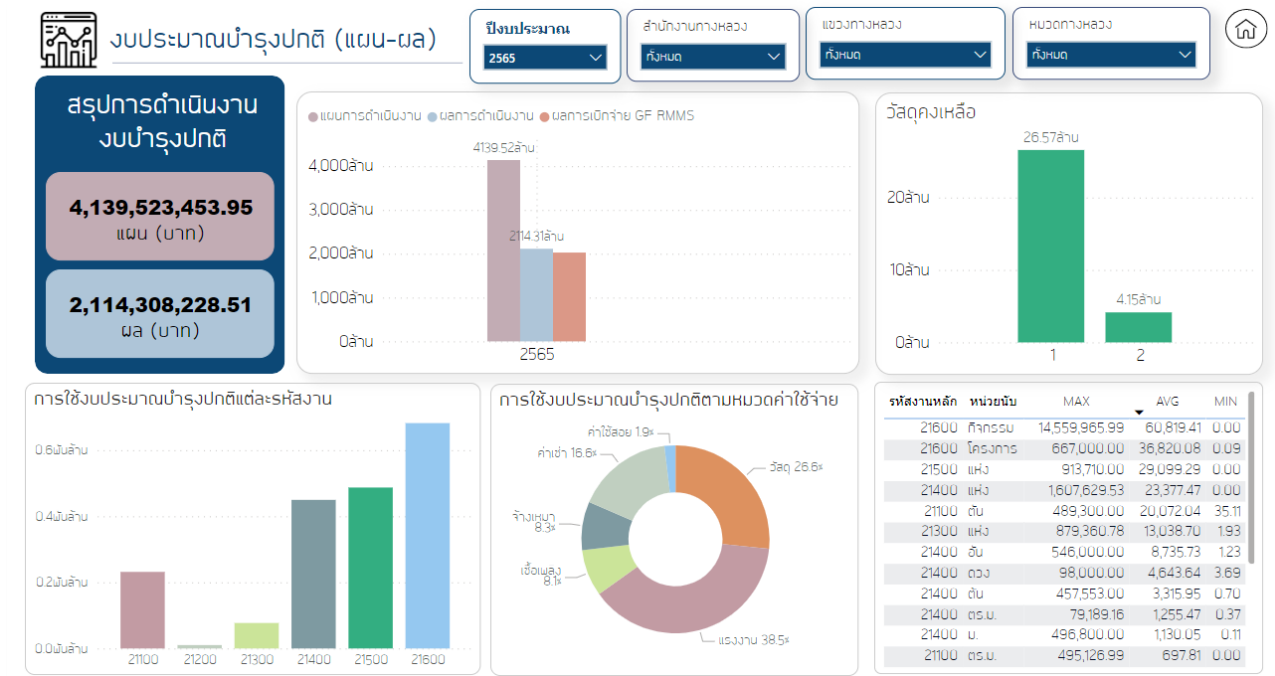 งบประมาณบำรุงปกติ (แผน-ผล)
ปีงบประมาณ
2565
สำนักงานทางหลวง
ทั้งหมด
แขวงทางหลวง
ทั้งหมด
หมวดทางหลวง
ทั้งหมด
สรุปการดำเนินงาน
งบบำรุงปกติ
4,139,523,453.95
แผน (บาท)
2,114,308,228.51
ผล (บาท)
แผนการดำเนินงาน ผลการดำเนินงาน ผลการเบิกจ่าย GF RMMS
4139.52ล้าน
4,000ล้าน
3,000ล้าน
2114.31ล้าน
2,000ล้าน
1,000ล้าน
0ล้าน
2565
วัสดุคงเหลือ
26.57ล้าน
20ล้าน
10ล้าน
4.15ล้าน
0ล้าน
1 2
การใช้งบประมาณบำรุงปกติแต่ละรหัสงาน
0.6พันล้าน
0.4พันล้าน
0.2พันล้าน
0.0พันล้าน
21100 21200 21300 21400 21500 21600
การใช้งบประมาณบำรุงปกติตามหมวดค่าใช้จ่าย
ค่าใช้สอย 1.9%
ค่าเช่า 16.6%
วัสดุ 26.6%
จ้างเหมา
8.3%
เชื้อเพลิง
8.1%
แรงงาน 38.5%
รหัสงานหลัก หน่วยนับ MAX AVG MIN
21600 กิจกรรม 14,559,965.99 60,819.41 0.00
21600 โครงการ 667,000.00 36,820.08 0.09
21500 แห่ง 913,710.00 29,099.29 0.00
21400 แห่ง 1,607,629.53 23,377.47 0.00
21100 ตัน 489,300.00 20,072.04 35.11
21300 แห่ง 879,360.78 13,038.70 1.93
21400 อัน 546,000.00 8,735.73 1.23
21400 ดวง 98,000.00 4,643.64 3.69
21400 ต้น 457,553.00 3,315.95 0.70
21400 ตร.ม. 79,189.16 1,255.47 0.37
21400 ม. 496,800.00 1,130.05 0.11
21100 ตร.ม. 495,126.99 697.81 0.00